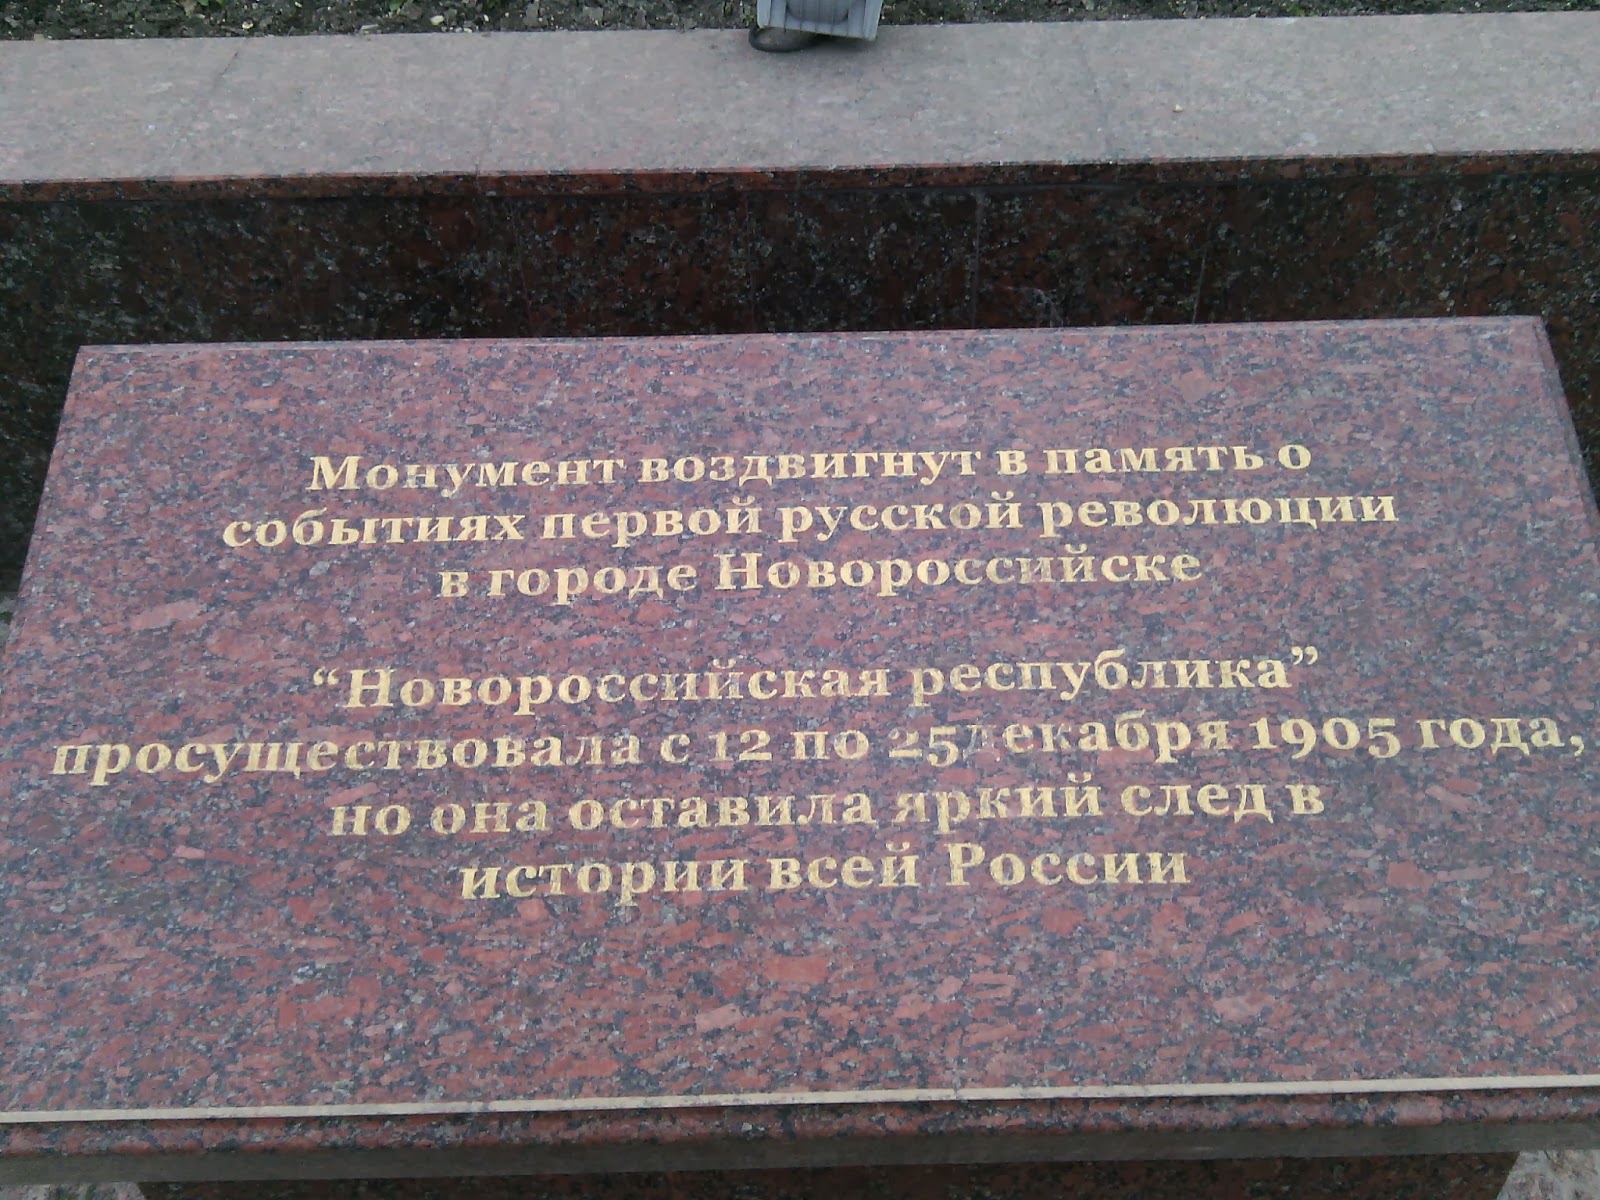 Монумент воздвигнут в память о
событиях первой русской революции
в городе Новороссийске
“Новороссийская республика”
просуществовала с 12 по 25 декабря 1905 года,
но она оставила яркий след в
истории всей России